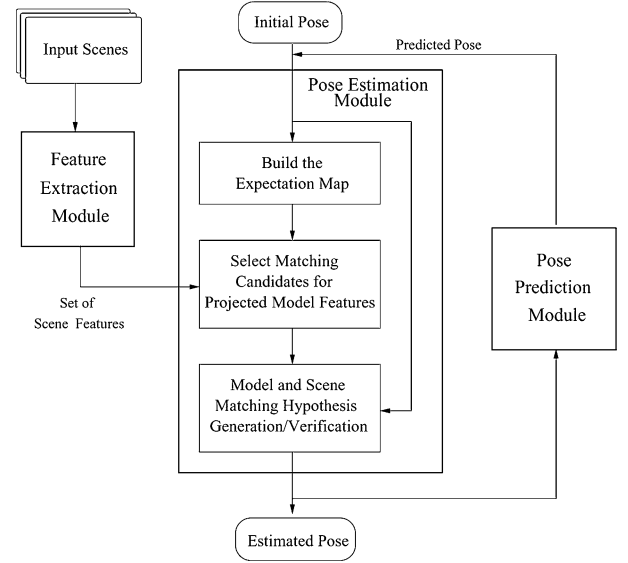 Input Scenes
Initial Pose
Predicted Pose
Pose Estimation
Module
Feature
Extraction
Module
Build the
Expectation Map
Select Matching
Candidates for
Projected Model Features
Set of
Scene Features
Pose
Prediction
Module
Model and Scene
Matching Hypothesis
Generation/Verification
Estimated Pose